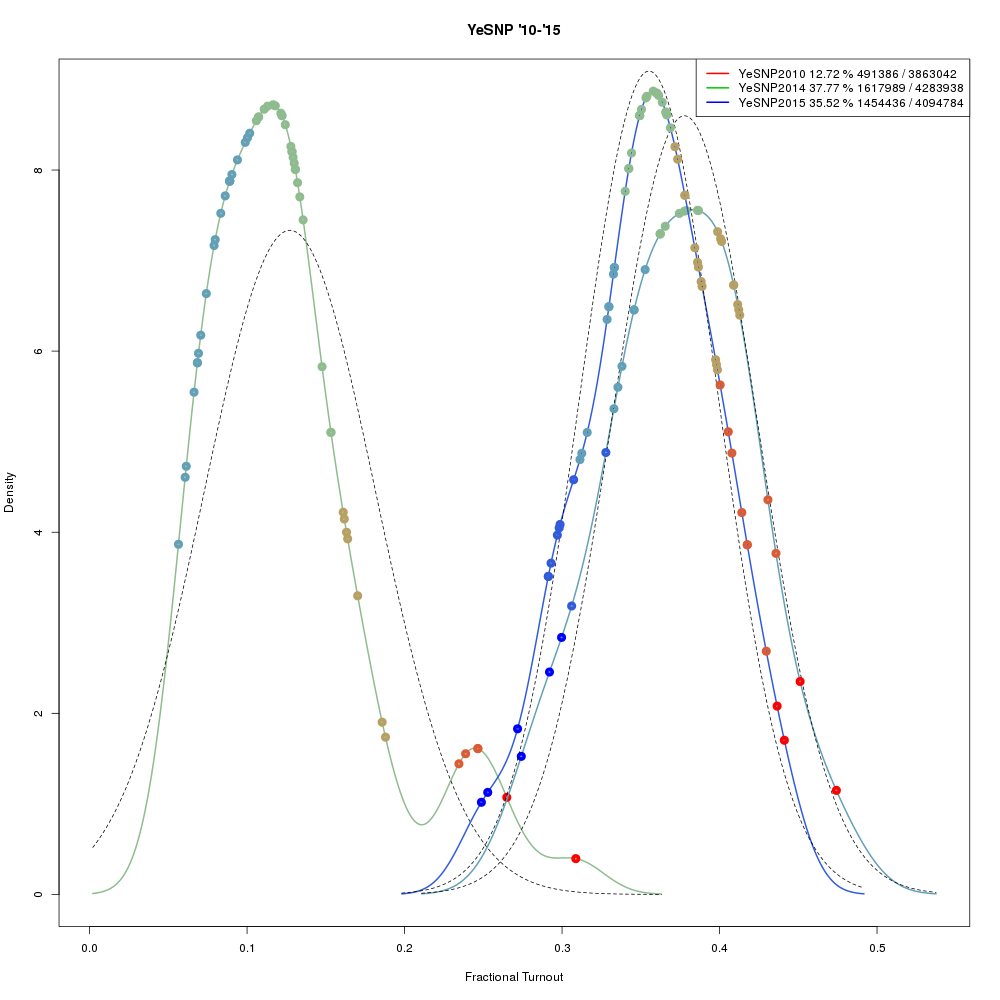 YeSNP '10-'15
YeSNP2010 12.72 % 491386 / 3863042
YeSNP2014 37.77 % 1617989 / 4283938
YeSNP2015 35.52 % 1454436 / 4094784
Density
8
6
4
2
0
0.0 0.1 0.2 0.3 0.4 0.5
Fractional Turnout